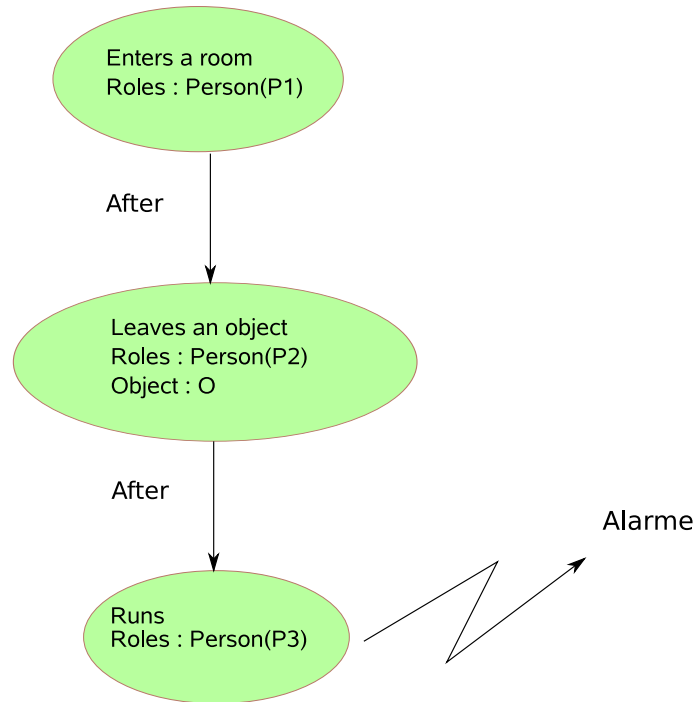 Enters a room
Roles : Person(P1)
After
Leaves an object
Roles : Person(P2)
Object : O
After
Alarme
Runs
Roles : Person(P3)